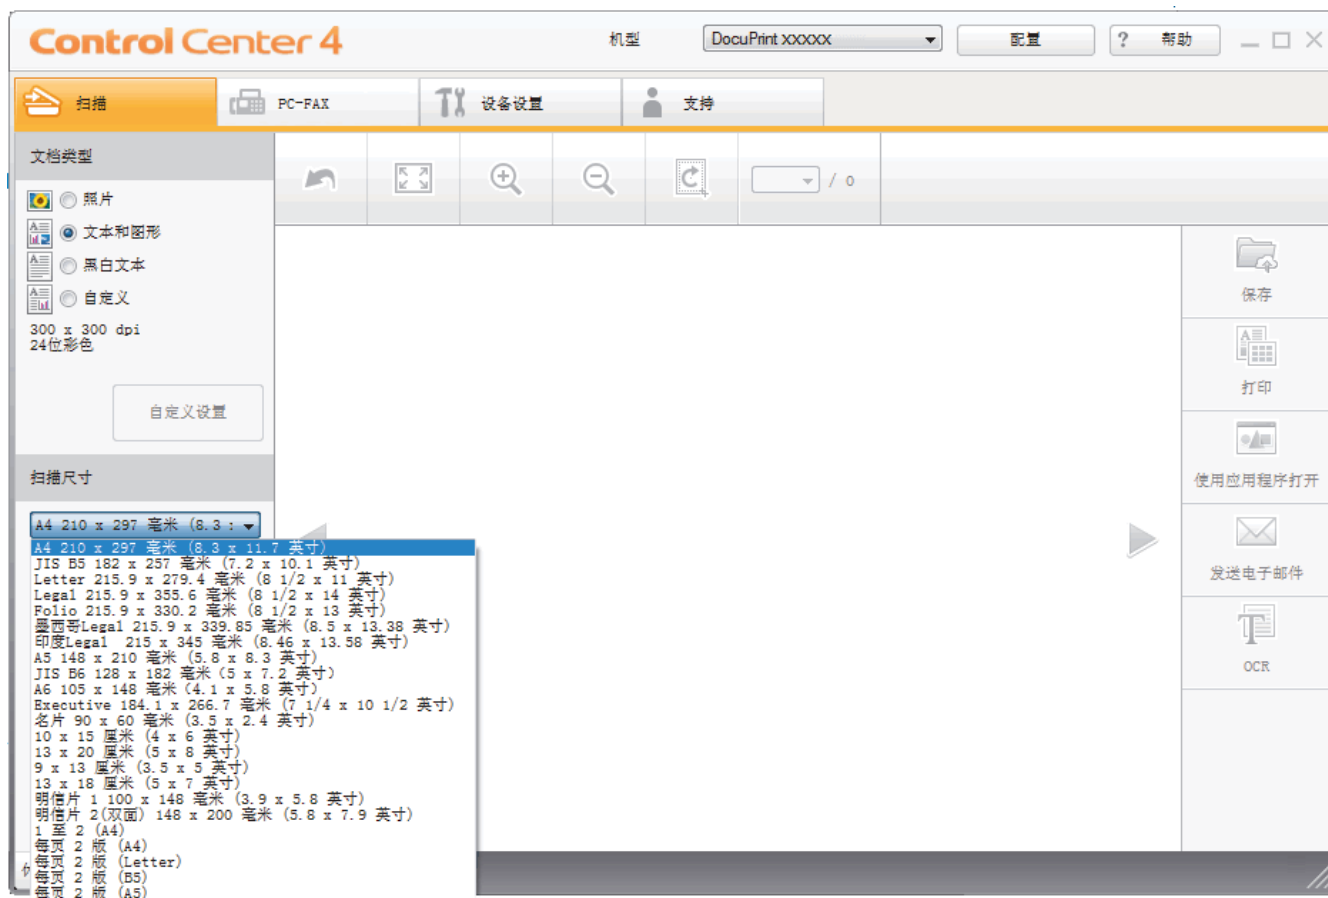 Control Center 4
机型
DocuPrint XXXXX
配置
? 帮助
扫描
PC-FAX
设备设置
支持
文档类型
照片
文本和图形
黑白文本
自定义
300 x 300 dpi
24位彩色
自定义设置
/ 0
扫描尺寸
A4 210 x 297 毫米 (8.3 :
A4 210 x 297 毫米 (8.3 x 11.7 英寸)
JIS B5 182 x 257 毫米 (7.2 x 10.1 英寸)
Letter 215.9 x 279.4 毫米 (8 1/2 x 11 英寸)
Legal 215.9 x 355.6 毫米 (8 1/2 x 14 英寸)
Folio 215.9 x 330.2 毫米 (8 1/2 x 13 英寸)
墨西哥Legal 215.9 x 339.85 毫米 (8.5 x 13.38 英寸)
印度Legal 215 x 345 毫米 (8.46 x 13.58 英寸)
A5 148 x 210 毫米 (5.8 x 8.3 英寸)
JIS B6 128 x 182 毫米 (5 x 7.2 英寸)
A6 105 x 148 毫米 (4.1 x 5.8 英寸)
Executive 184.1 x 266.7 毫米 (7 1/4 x 10 1/2 英寸)
名片 90 x 60 毫米 (3.5 x 2.4 英寸)
10 x 15 厘米 (4 x 6 英寸)
13 x 20 厘米 (5 x 8 英寸)
9 x 13 厘米 (3.5 x 5 英寸)
13 x 18 厘米 (5 x 7 英寸)
明信片 1 100 x 148 毫米 (3.9 x 5.8 英寸)
明信片 2(双面) 148 x 200 毫米 (5.8 x 7.9 英寸)
1 至 2 (A4)
每页 2 版 (A4)
每页 2 版 (Letter)
每页 2 版 (B5)
每页 2 版 (A5)
保存
打印
使用应用程序打开
发送电子邮件
OCR